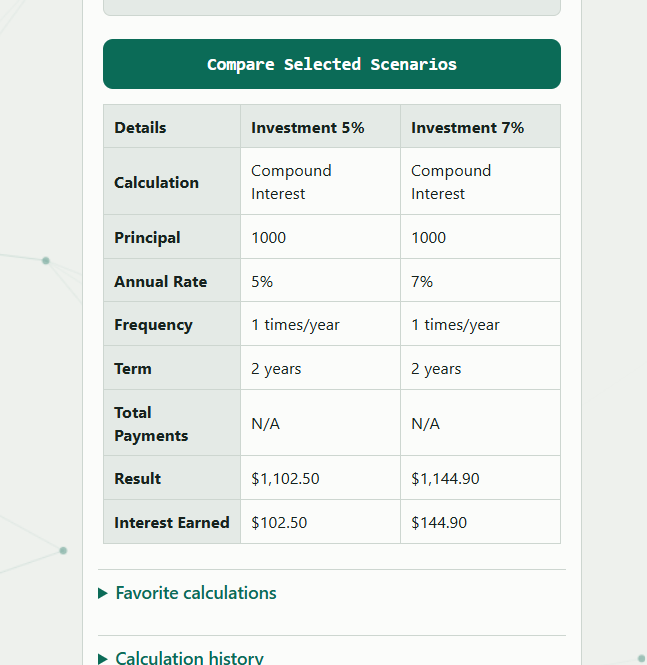 Compare Selected Scenarios
Details Investment 5% Investment 7%
Calculation Compound Interest Compound Interest
Principal 1000 1000
Annual Rate 5% 7%
Frequency 1 times/year 1 times/year
Term 2 years 2 years
Total Payments N/A N/A
Result $1,102.50 $1,144.90
Interest Earned $102.50 $144.90
Favorite calculations
Calculation history